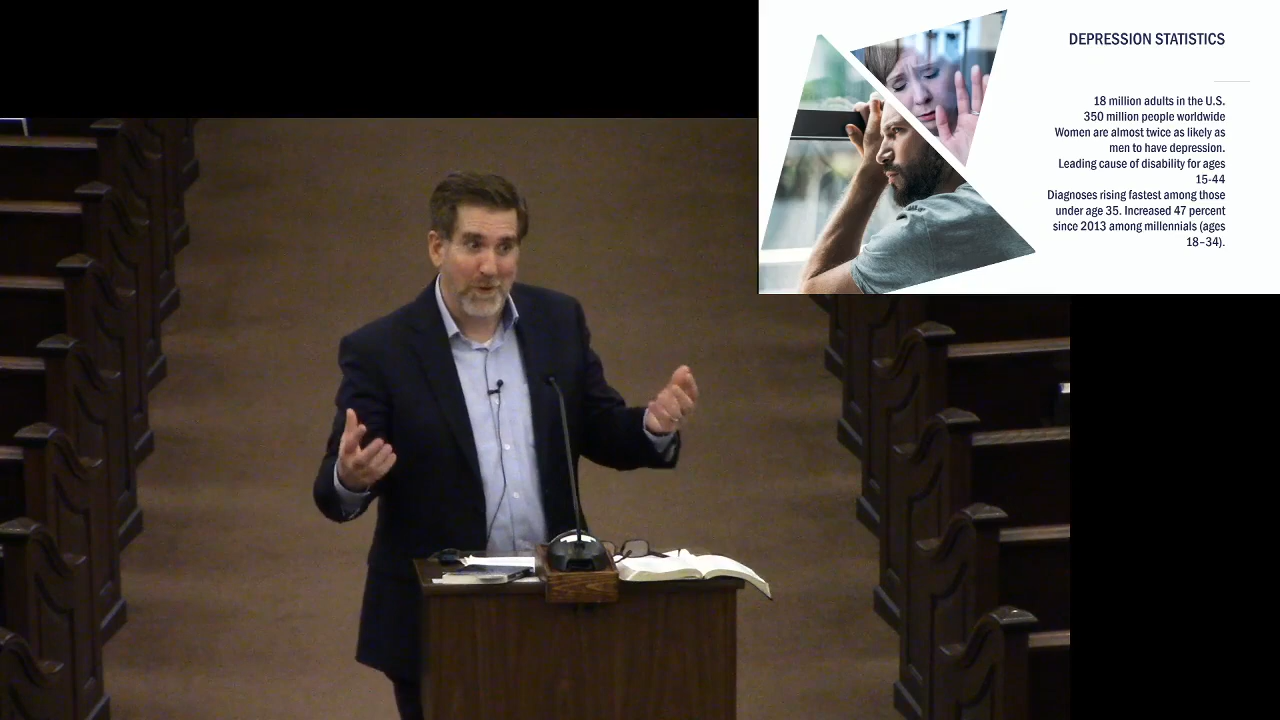 DEPRESSION STATISTICS
18 million adults in the U.S.
350 million people worldwide
Women are almost twice as likely as
men to have depression.
Leading cause of disability for ages
15-44
Diagnoses rising fastest among those
under age 35. Increased 47 percent
since 2013 among millennials (ages
18–34).